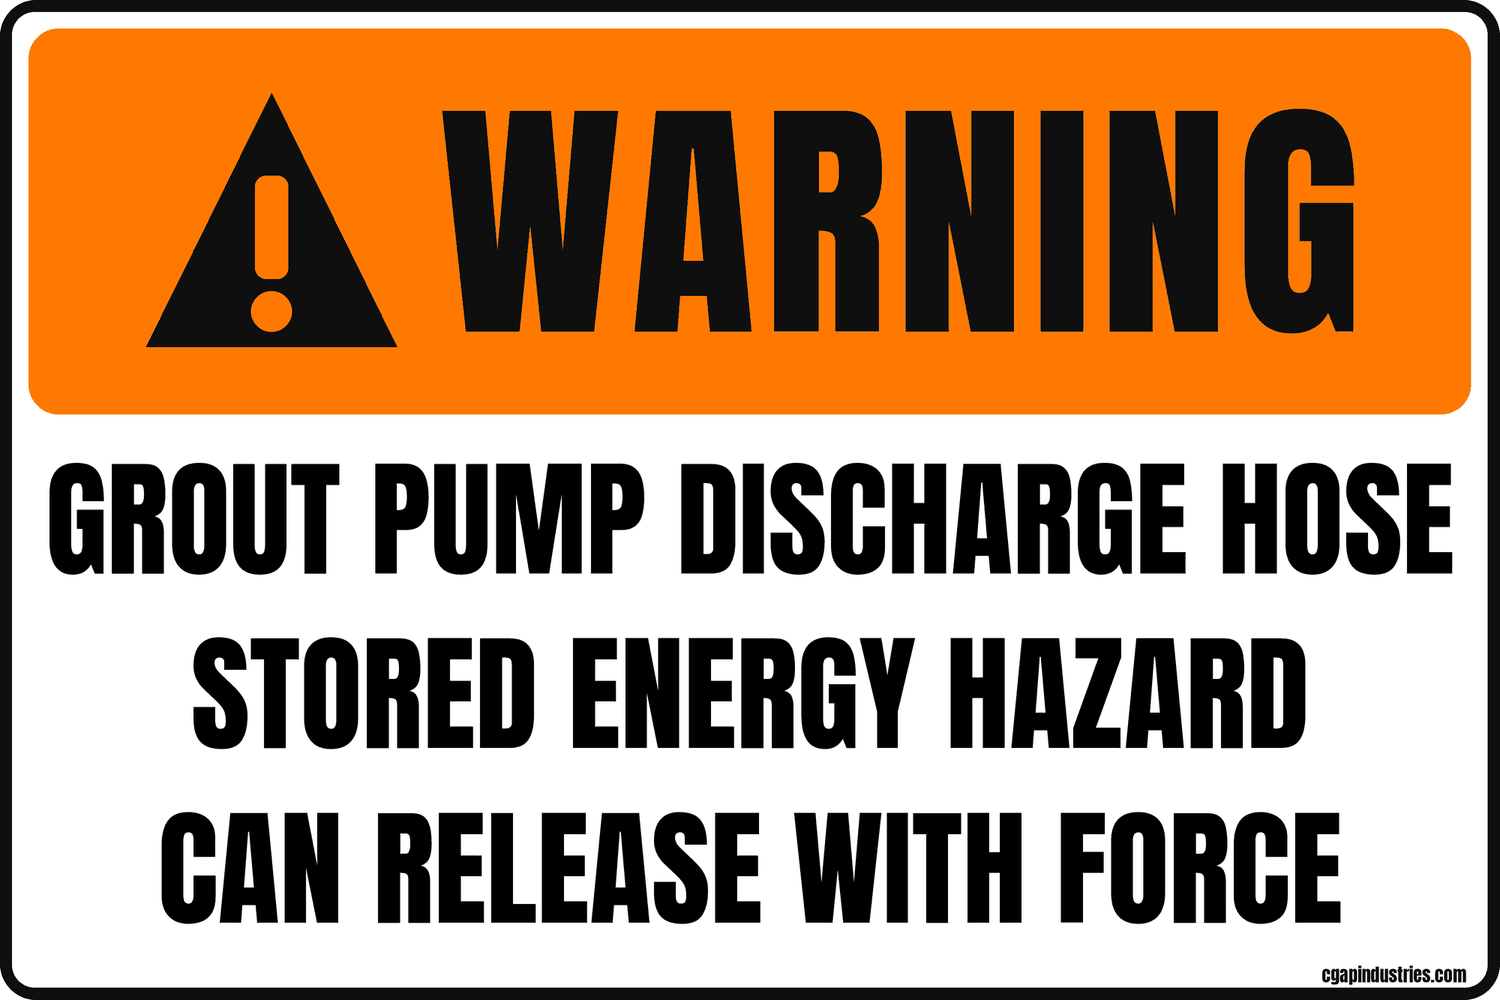 WARNING
GROUT PUMP DISCHARGE HOSE
STORED ENERGY HAZARD
CAN RELEASE WITH FORCE
cgapindustries.com